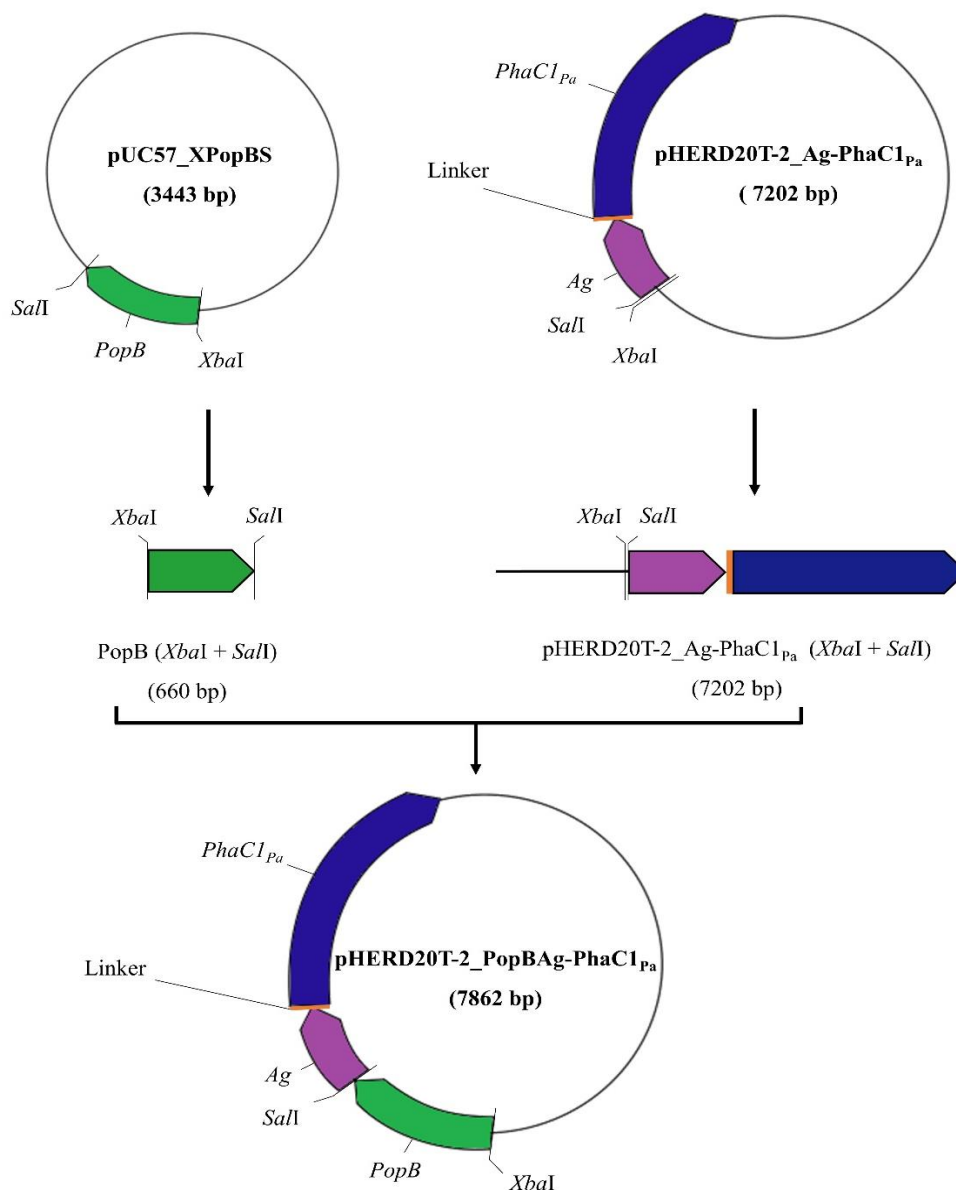 pUC57_XPopBS
(3443 bp)
SalI
PopB
XbaI
PhaC1Pa
pHERD20T-2_Ag-PhaC1Pa
( 7202 bp)
Linker
Ag
SalI
XbaI
XbaI
SalI
PopB (XbaI + SalI)
(660 bp)
XbaI
SalI
pHERD20T-2_Ag-PhaC1Pa (XbaI + SalI)
(7202 bp)
PhaC1Pa
pHERD20T-2_PopBAg-PhaC1Pa
(7862 bp)
Linker
Ag
SalI
PopB
XbaI